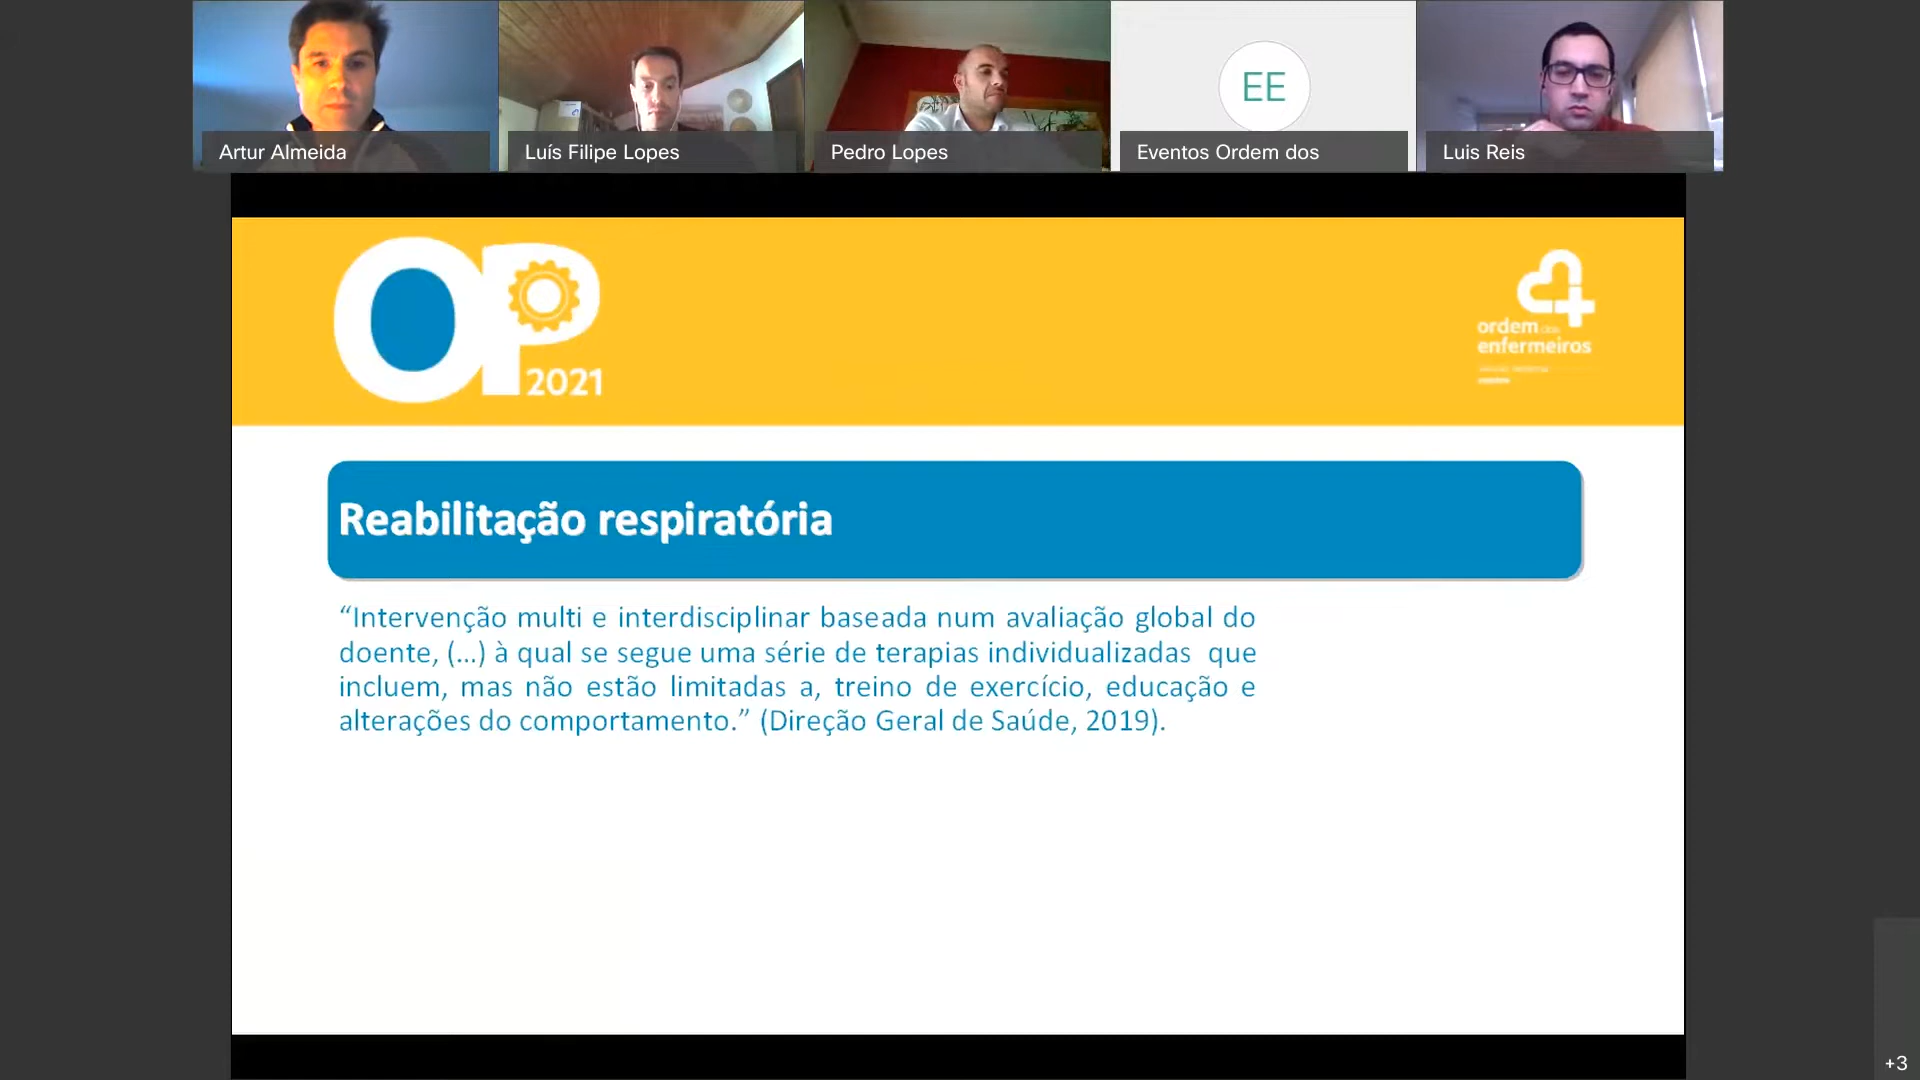 Artur Almeida
Luís Filipe Lopes
Pedro Lopes
EE
Eventos Ordem dos
Luis Reis
OP
2021
ordem dos
enfermeiros
Reabilitação respiratória
“Intervenção multi e interdisciplinar baseada num avaliação global do
doente, (...) à qual se segue uma série de terapias individualizadas que
incluem, mas não estão limitadas a, treino de exercício, educação e
alterações do comportamento.” (Direção Geral de Saúde, 2019).
+3